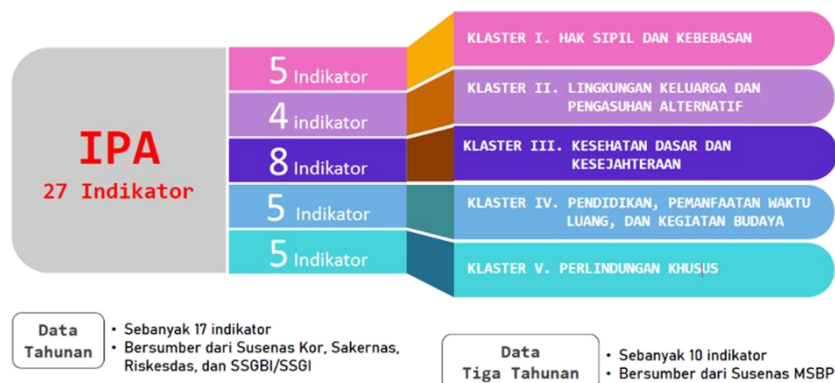 IPA
27 Indikator
5 Indikator
4 indikator
8 Indikator
5 Indikator
5 Indikator
KLASTER I. HAK SIPIL DAN KEBEBASAN
KLASTER II. LINGKUNGAN KELUARGA DAN
PENGASUHAN ALTERNATIF
KLASTER III. KESEHATAN DASAR DAN
KESEJAHTERAAN
KLASTER IV. PENDIDIKAN, PEMANFAATAN WAKTU
LUANG, DAN KEGIATAN BUDAYA
KLASTER V. PERLINDUNGAN KHUSUS
Data
Tahunan
• Sebanyak 17 indikator
• Bersumber dari Susenas Kor, Sakernas,
Riskesdas, dan SSGBI/SSGI
Data
Tiga Tahunan
• Sebanyak 10 indikator
• Bersumber dari Susenas MSBP